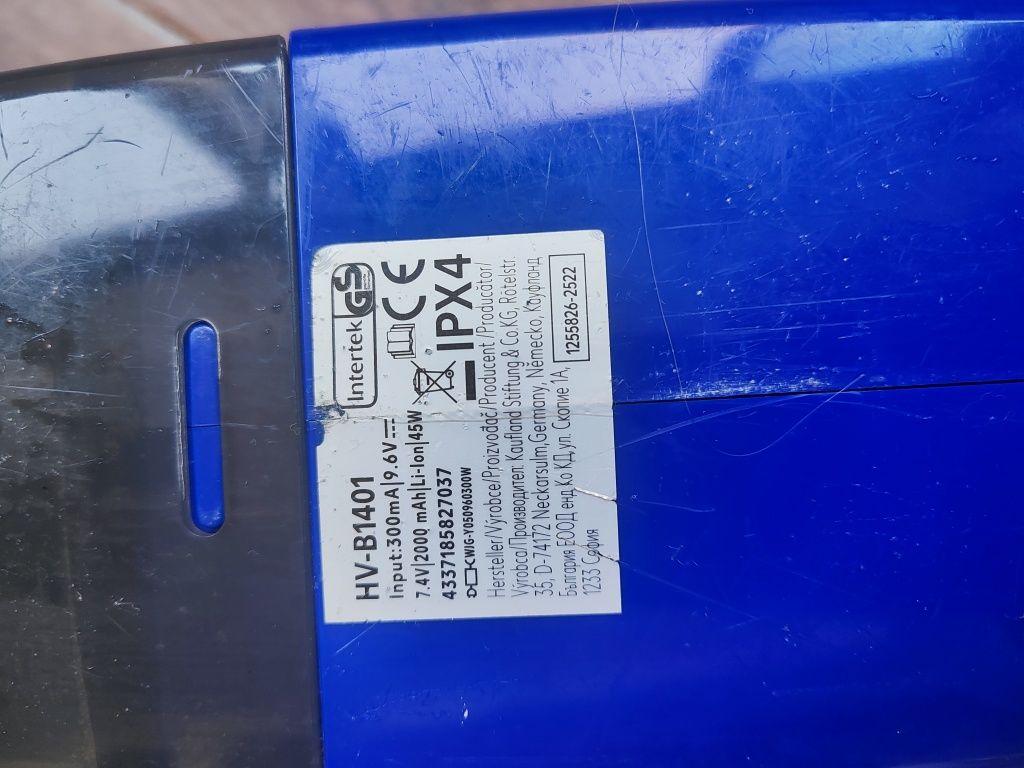 HV-B1401
Input:300mA|9.6V
7.4V|2000 mAh|Li-Ion|45W
4337185827037
CWJG-Y050960300W
Intertek
GS
CE
IPX4
Hersteller/Výrobce/Proizvođač/Producent/Producător/
Výrobca/Производител: Kaufland Stiftung & Co.KG, Rötelstr.
35, D-74172 Neckarsulm,Germany, Německo, Кауфланд
България ЕООД енд Ко КД,ул. Скопие 1А,
1233 София
1255826-2522